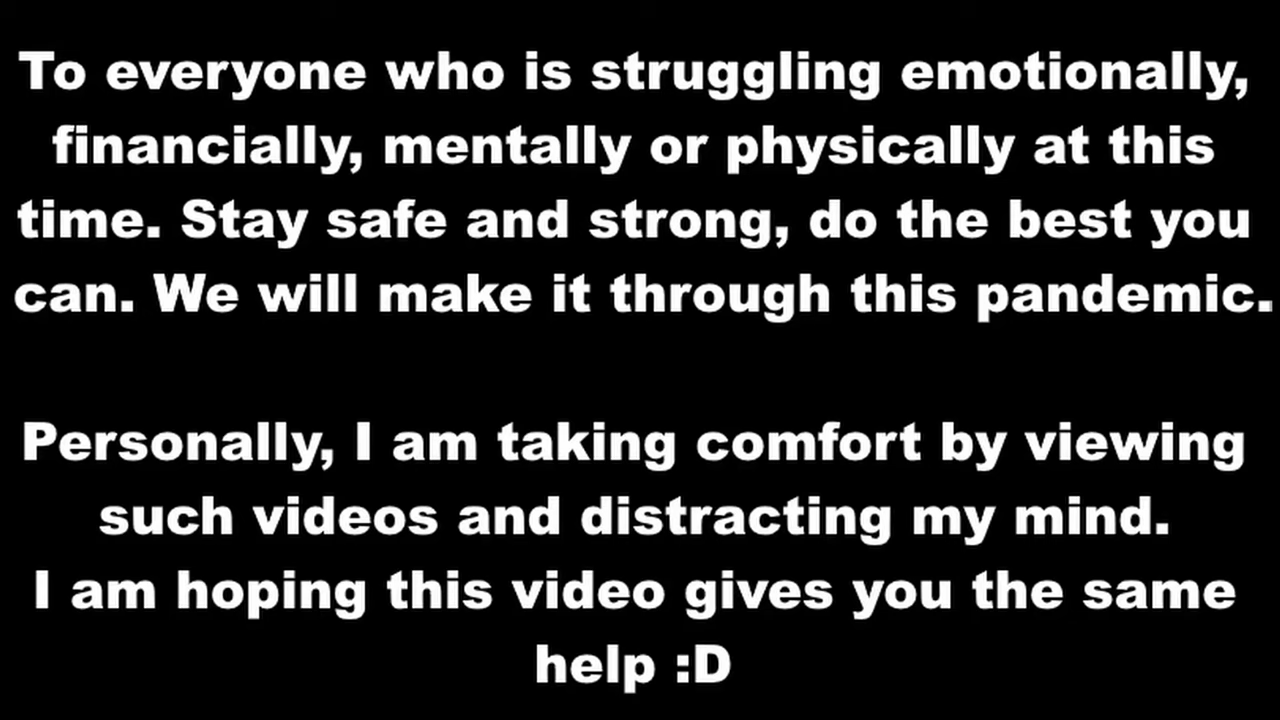 To everyone who is struggling emotionally,
financially, mentally or physically at this
time. Stay safe and strong, do the best you
can. We will make it through this pandemic.
Personally, I am taking comfort by viewing
such videos and distracting my mind.
I am hoping this video gives you the same
help :D